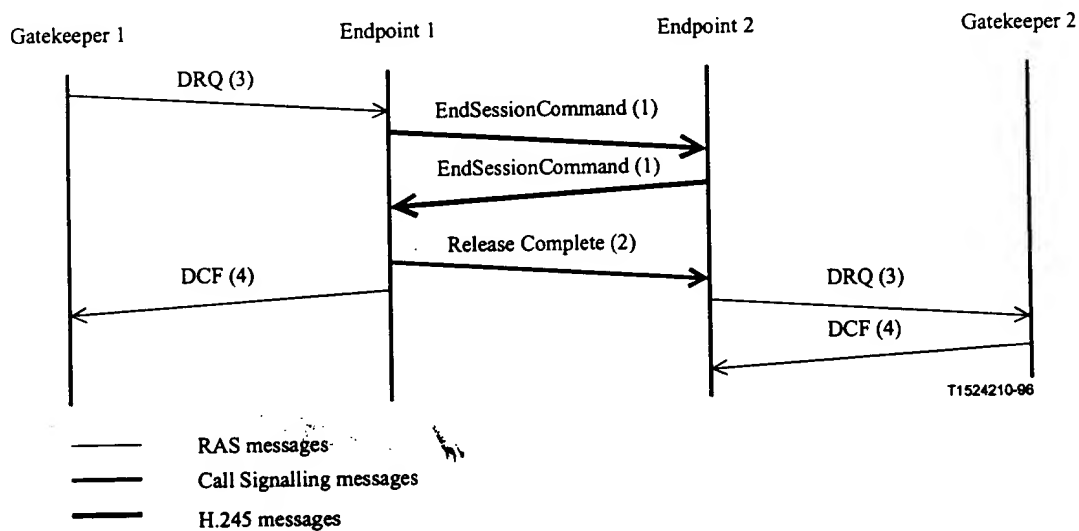 Gatekeeper 1
Endpoint 1
Endpoint 2
Gatekeeper 2
DRQ (3)
EndSessionCommand (1)
EndSessionCommand (1)
Release Complete (2)
DCF (4)
DRQ (3)
DCF (4)
T1524210-96
RAS messages
Call Signalling messages
H.245 messages